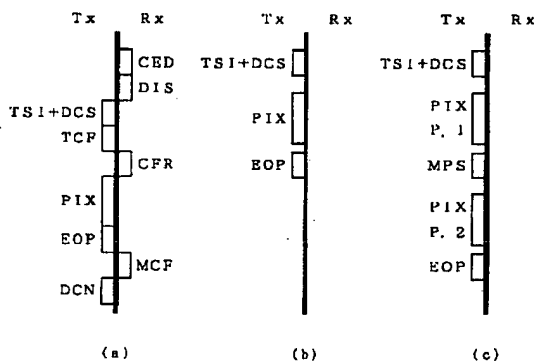 Tx Rx
CED
DIS
TSI+DCS
TCF
CFR
PIX
EOP
MCF
DCN
(a)
Tx Rx
TSI+DCS
PIX
EOP
(b)
Tx Rx
TSI+DCS
PIX
P. 1
MPS
PIX
P. 2
EOP
(c)